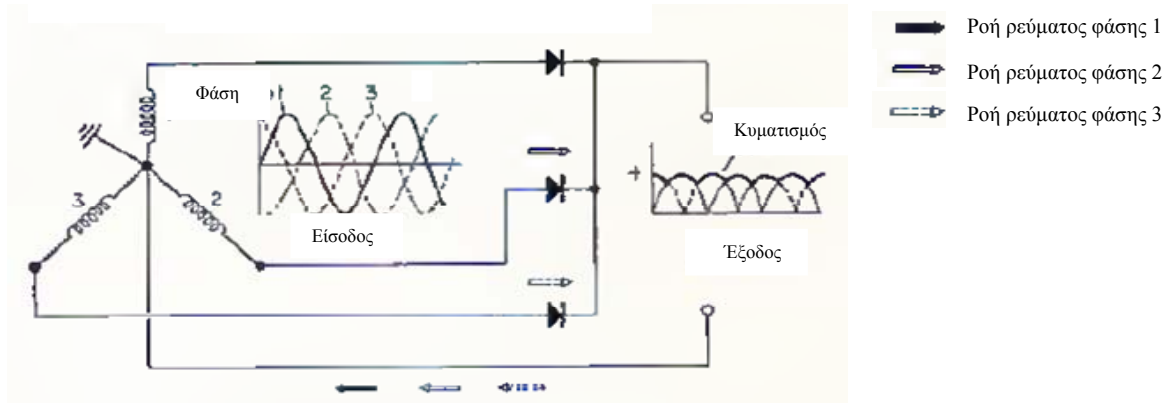 Ροή ρεύματος φάσης 1
Φάση
1 2 3
Ροή ρεύματος φάσης 2
Ροή ρεύματος φάσης 3
Κυματισμός
+
3
2
Είσοδος
Έξοδος